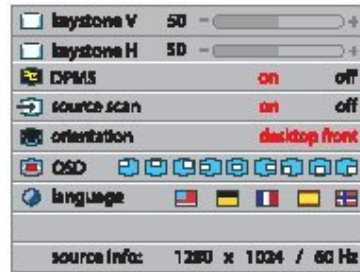 keystone V 50 - +
keystone H 50 - +
DPMS on off
source scan on off
orientation desktop front
OSD
language
source info: 1280 x 1024 / 60 Hz